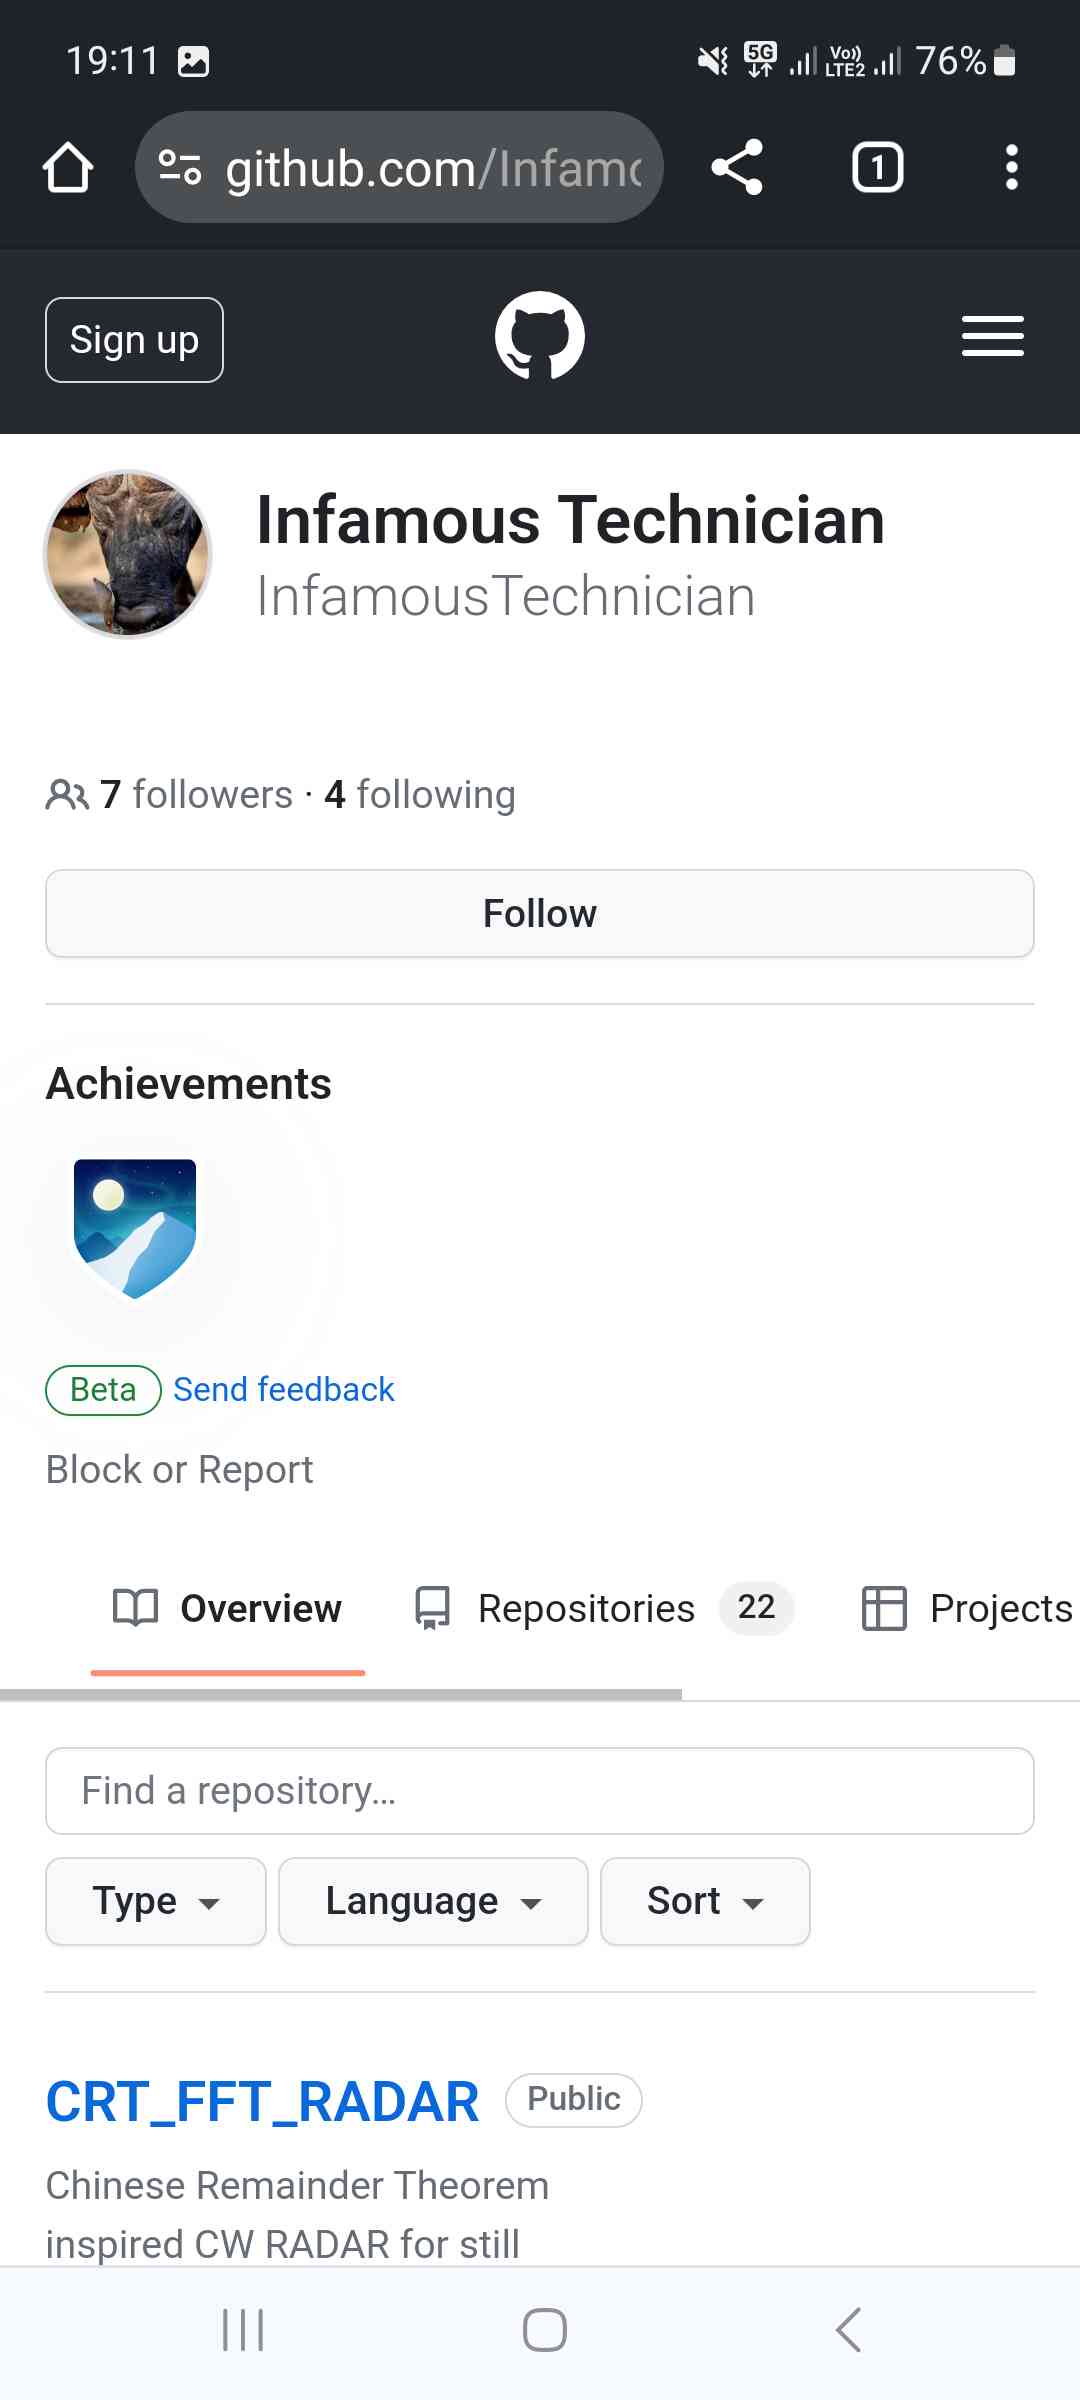 19:11 5G Vo)) LTE2 76%
github.com/Infamo 1
Sign up
Infamous Technician
InfamousTechnician
7 followers · 4 following
Follow
Achievements
Beta Send feedback
Block or Report
Overview Repositories 22 Projects
Find a repository…
Type Language Sort
CRT_FFT_RADAR Public
Chinese Remainder Theorem
inspired CW RADAR for still